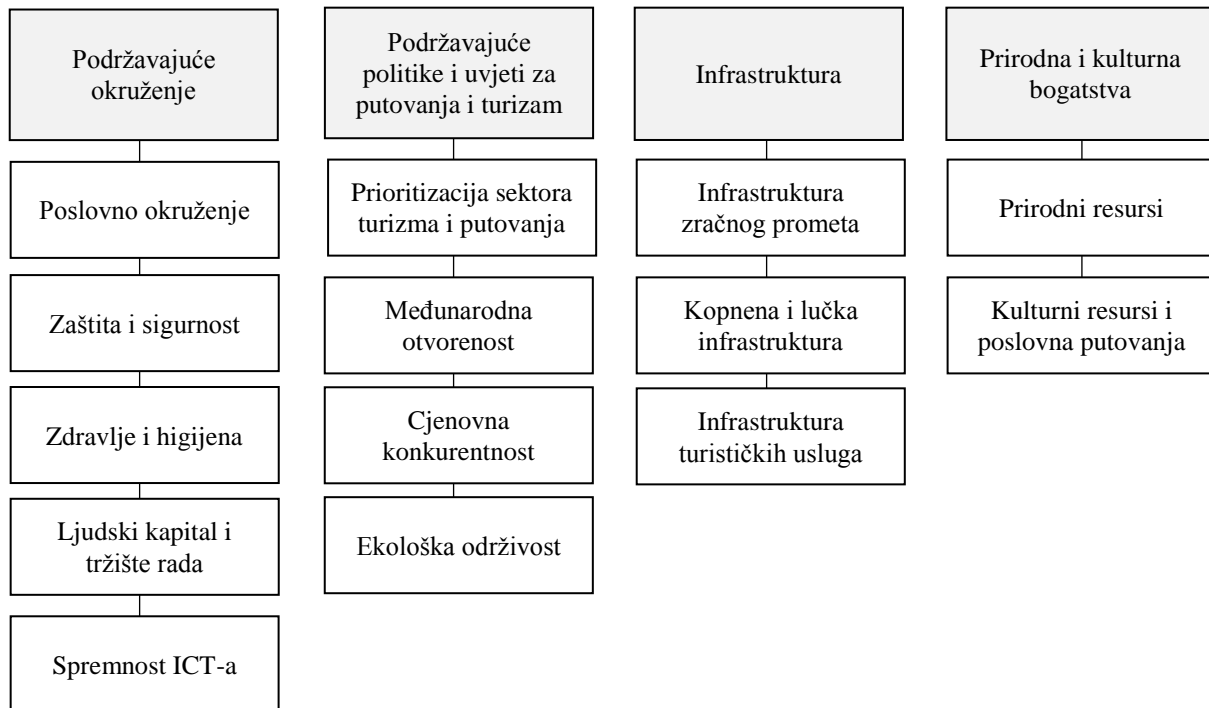 Podržavajuće
okruženje
Poslovno okruženje
Zaštita i sigurnost
Zdravlje i higijena
Ljudski kapital i
tržište rada
Spremnost ICT-a
Podržavajuće
politike i uvjeti za
putovanja i turizam
Prioritizacija sektora
turizma i putovanja
Međunarodna
otvorenost
Cjenovna
konkurentnost
Ekološka održivost
Infrastruktura
Infrastruktura
zračnog prometa
Kopnena i lučka
infrastruktura
Infrastruktura
turističkih usluga
Prirodna i kulturna
bogatstva
Prirodni resursi
Kulturni resursi i
poslovna putovanja